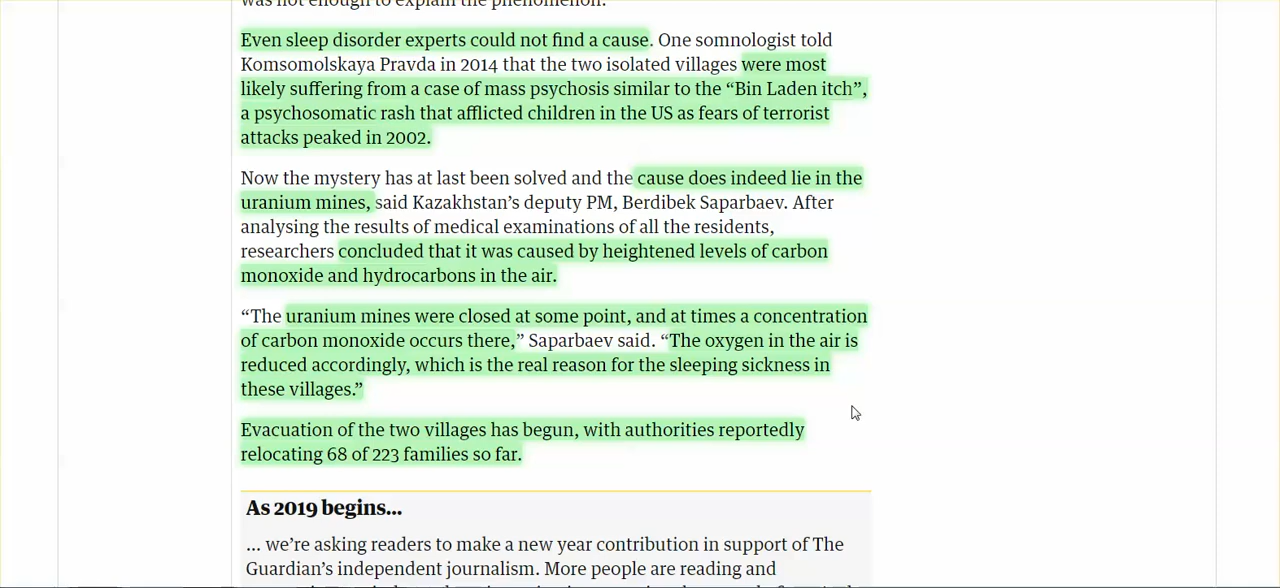 was not enough to explain the phenomenon.
Even sleep disorder experts could not find a cause. One somnologist told
Komsomolskaya Pravda in 2014 that the two isolated villages were most
likely suffering from a case of mass psychosis similar to the “Bin Laden itch”,
a psychosomatic rash that afflicted children in the US as fears of terrorist
attacks peaked in 2002.
Now the mystery has at last been solved and the cause does indeed lie in the
uranium mines, said Kazakhstan’s deputy PM, Berdibek Saparbaev. After
analysing the results of medical examinations of all the residents,
researchers concluded that it was caused by heightened levels of carbon
monoxide and hydrocarbons in the air.
“The uranium mines were closed at some point, and at times a concentration
of carbon monoxide occurs there,” Saparbaev said. “The oxygen in the air is
reduced accordingly, which is the real reason for the sleeping sickness in
these villages.”
Evacuation of the two villages has begun, with authorities reportedly
relocating 68 of 223 families so far.
As 2019 begins...
... we’re asking readers to make a new year contribution in support of The
Guardian’s independent journalism. More people are reading and